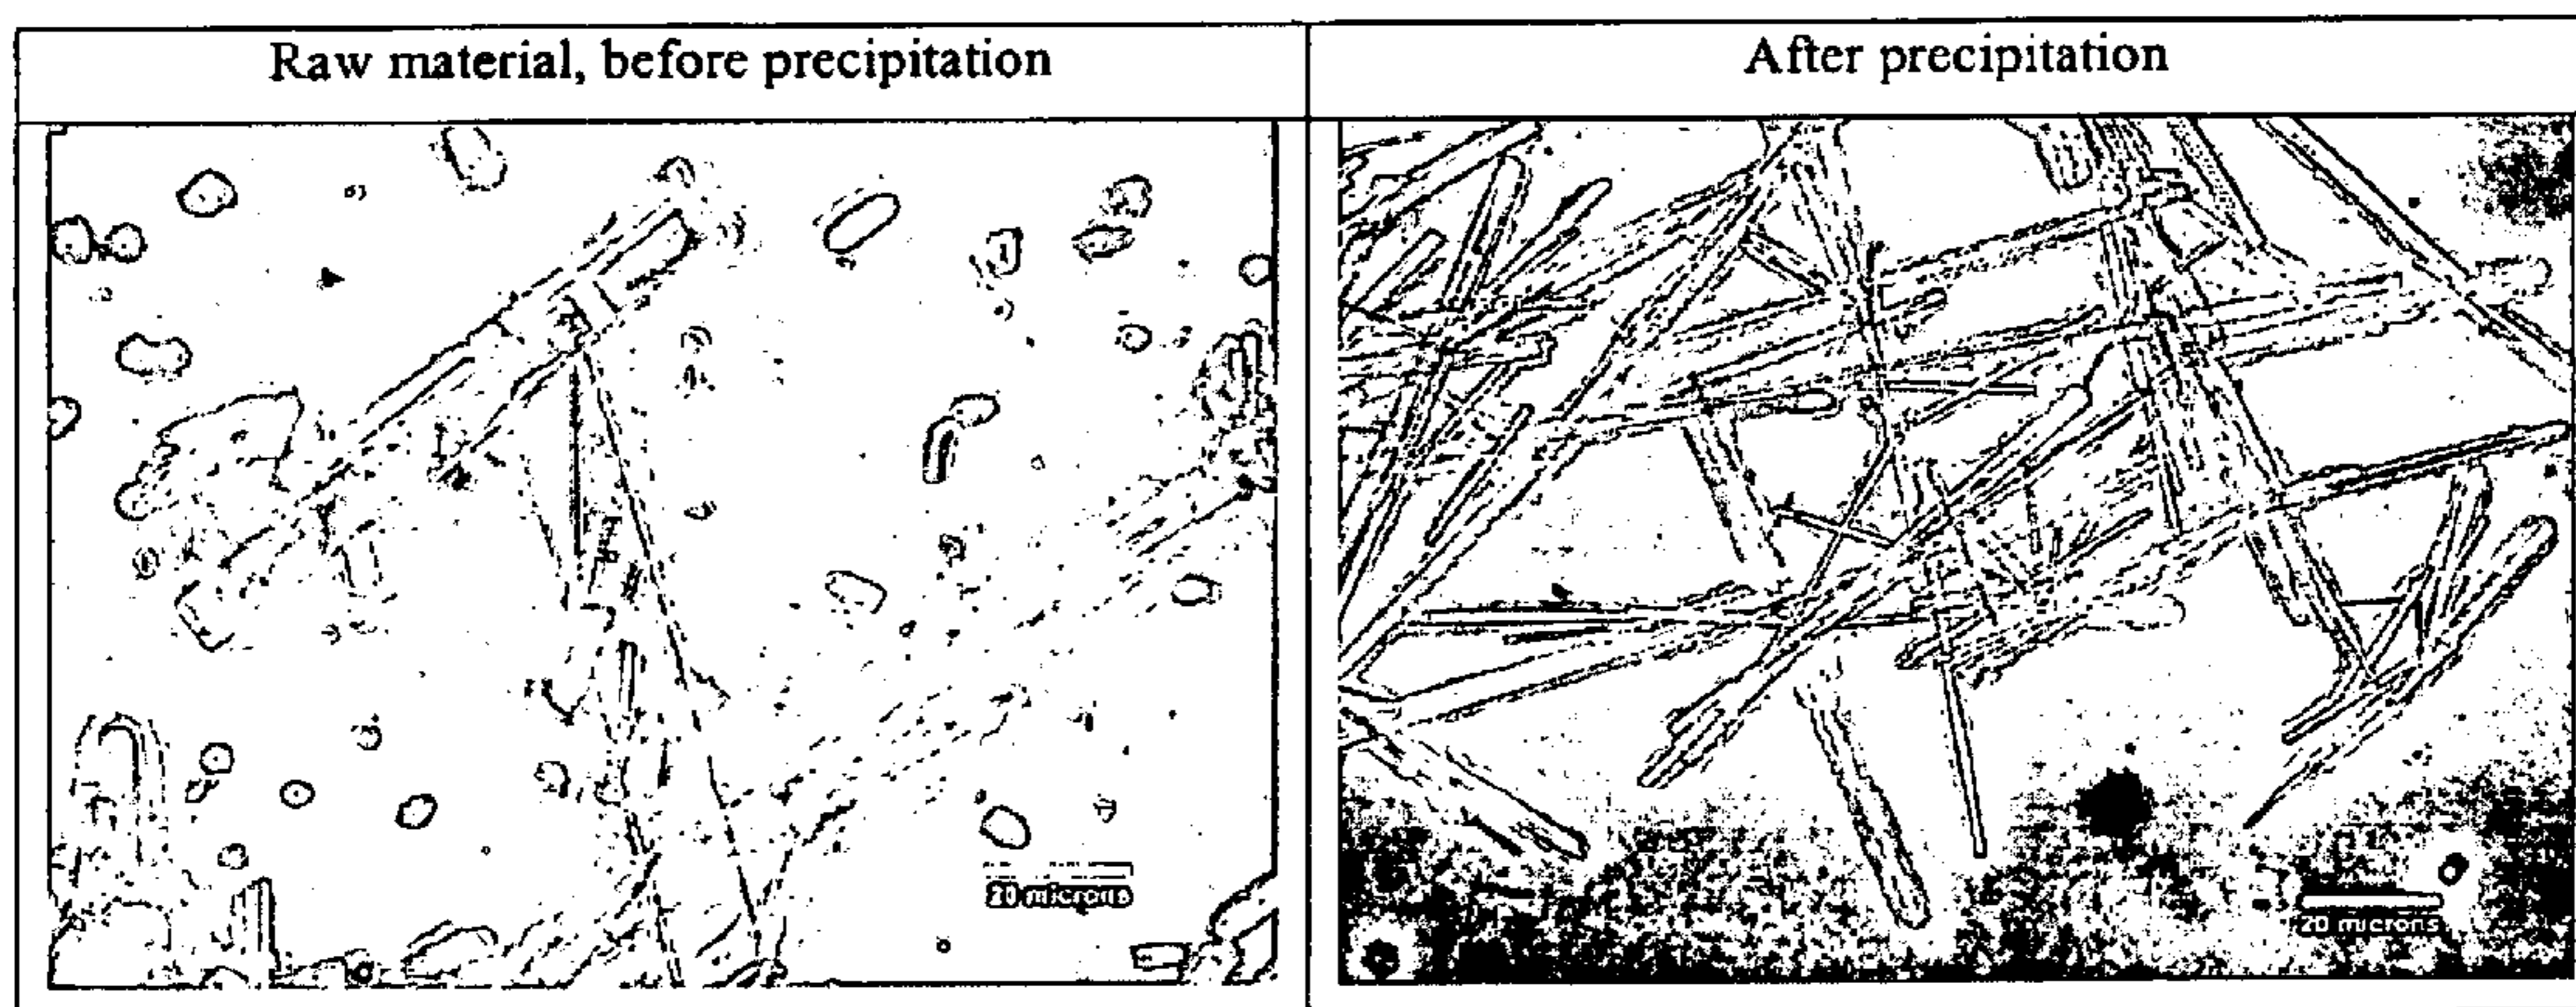 Raw material, before precipitation
After precipitation
20 microns
20 microns